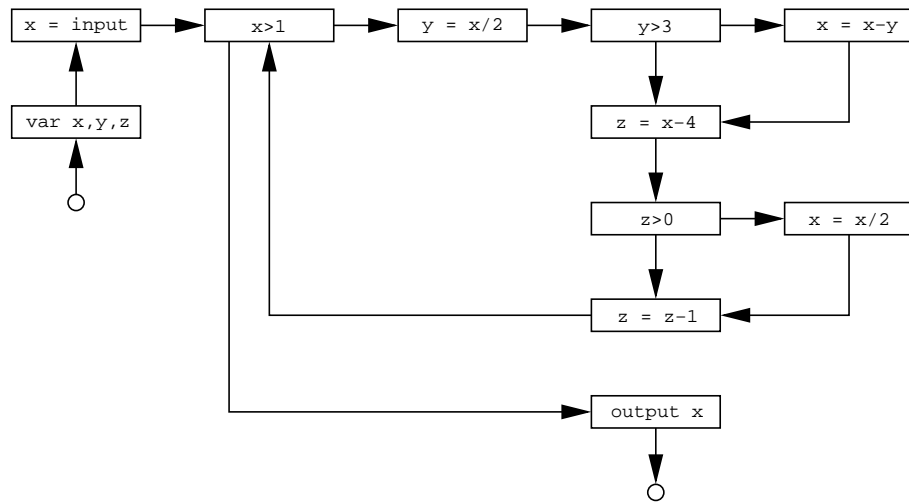 x = input
x>1
y = x/2
y>3
x = x−y
var x,y,z
z = x−4
z>0
x = x/2
z = z−1
output x